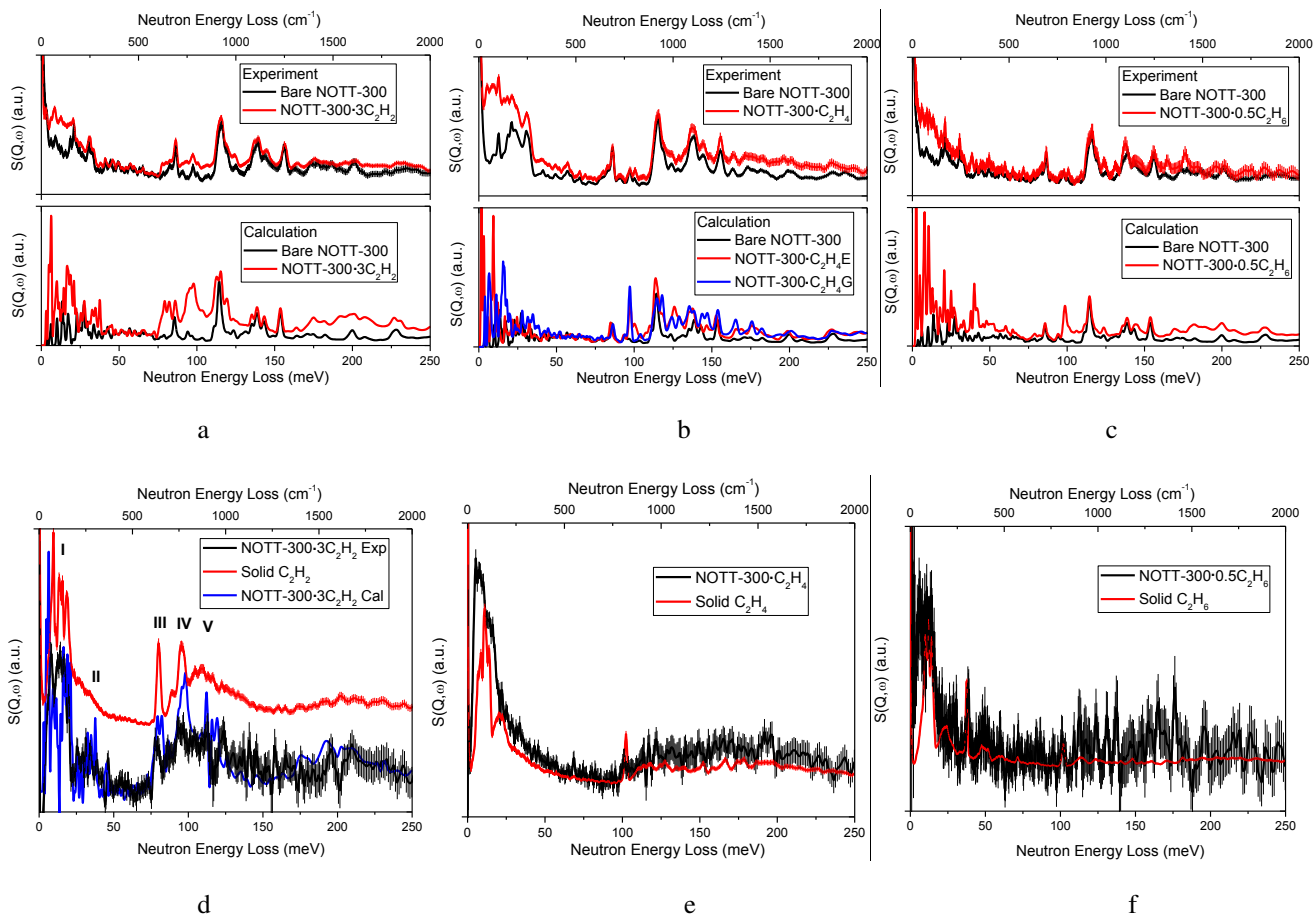 Neutron Energy Loss (cm⁻¹)
0 500 1000 1500 2000
S(Q,ω) (a.u.)
Experiment
Bare NOTT-300
NOTT-300·3C₂H₂
S(Q,ω) (a.u.)
Calculation
Bare NOTT-300
NOTT-300·3C₂H₂
0 50 100 150 200 250
Neutron Energy Loss (meV)
a
Neutron Energy Loss (cm⁻¹)
0 500 1000 1500 2000
S(Q,ω) (a.u.)
Experiment
Bare NOTT-300
NOTT-300·C₂H₄
S(Q,ω) (a.u.)
Calculation
Bare NOTT-300
NOTT-300·C₂H₄E
NOTT-300·C₂H₄G
0 50 100 150 200 250
Neutron Energy Loss (meV)
b
Neutron Energy Loss (cm⁻¹)
0 500 1000 1500 2000
S(Q,ω) (a.u.)
Experiment
Bare NOTT-300
NOTT-300·0.5C₂H₆
S(Q,ω) (a.u.)
Calculation
Bare NOTT-300
NOTT-300·0.5C₂H₆
0 50 100 150 200 250
Neutron Energy Loss (meV)
c
Neutron Energy Loss (cm⁻¹)
0 500 1000 1500 2000
S(Q,ω) (a.u.)
I
II
III
IV
V
NOTT-300·3C₂H₂ Exp
Solid C₂H₂
NOTT-300·3C₂H₂ Cal
0 50 100 150 200 250
Neutron Energy Loss (meV)
d
Neutron Energy Loss (cm⁻¹)
0 500 1000 1500 2000
S(Q,ω) (a.u.)
NOTT-300·C₂H₄
Solid C₂H₄
0 50 100 150 200 250
Neutron Energy Loss (meV)
e
Neutron Energy Loss (cm⁻¹)
0 500 1000 1500 2000
S(Q,ω) (a.u.)
NOTT-300·0.5C₂H₆
Solid C₂H₆
0 50 100 150 200 250
Neutron Energy Loss (meV)
f